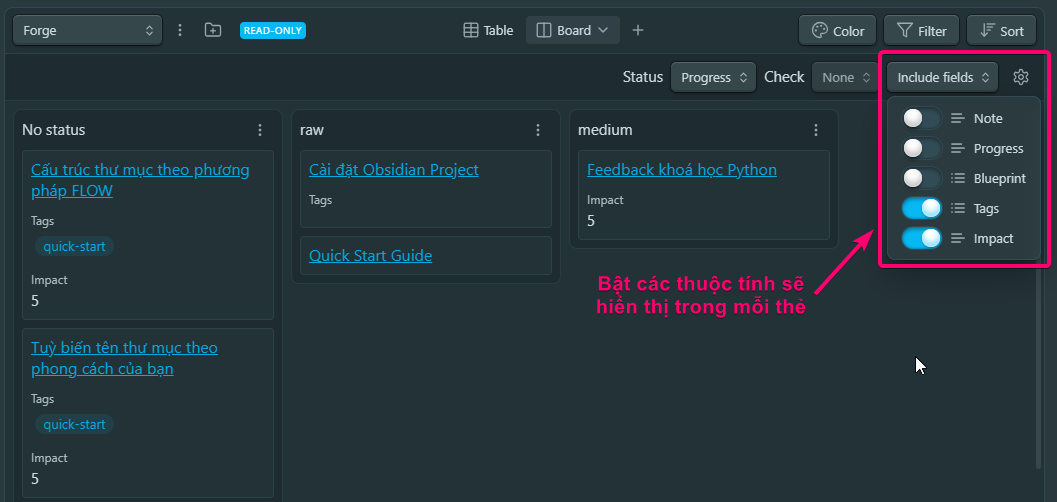 Forge
READ-ONLY
Table
Board
Color
Filter
Sort
Status
Progress
Check
None
Include fields
Note
Progress
Blueprint
Tags
Impact
No status
Cấu trúc thư mục theo phương
pháp FLOW
Tags
quick-start
Impact
5
Tuỳ biến tên thư mục theo
phong cách của bạn
Tags
quick-start
Impact
5
raw
Cài đặt Obsidian Project
Tags
Quick Start Guide
medium
Feedback khoá học Python
Impact
5
Bật các thuộc tính sẽ
hiển thị trong mỗi thẻ